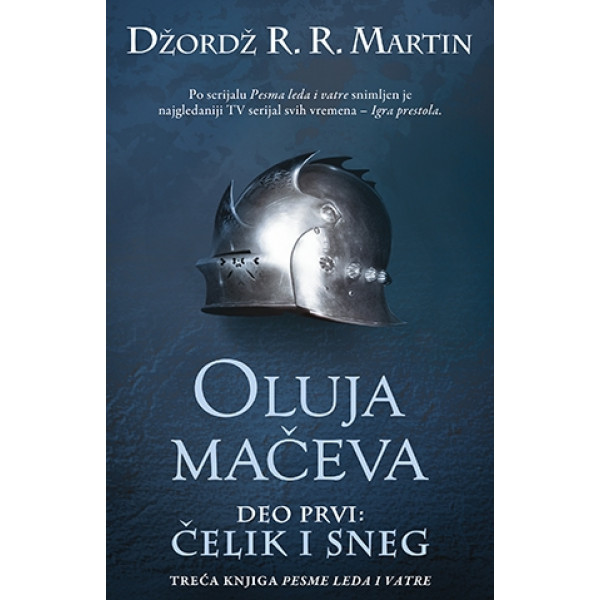 DŽORDŽ R. R. MARTIN
Po serijalu Pesma leda i vatre snimljen je
najgledaniji TV serijal svih vremena – Igra prestola.
OLUJA
MAČEVA
DEO PRVI:
ČELIK I SNEG
TREĆA KNJIGA PESME LEDA I VATRE